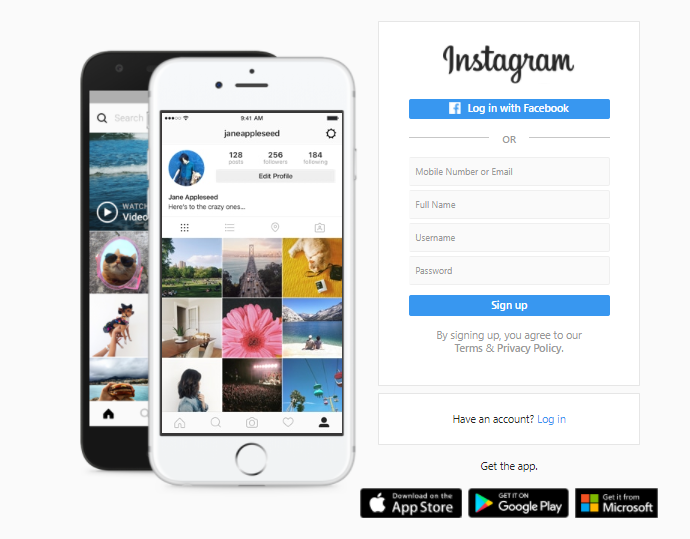 Search
WATCH
Video
9:41 AM
janeappleseed
128 256 184
posts followers following
Edit Profile
Jane Appleseed
Here's to the crazy ones...
Instagram
Log in with Facebook
OR
Mobile Number or Email
Full Name
Username
Password
Sign up
By signing up, you agree to our
Terms & Privacy Policy.
Have an account? Log in
Get the app.
Download on the
App Store
GET IT ON
Google Play
Get it from
Microsoft